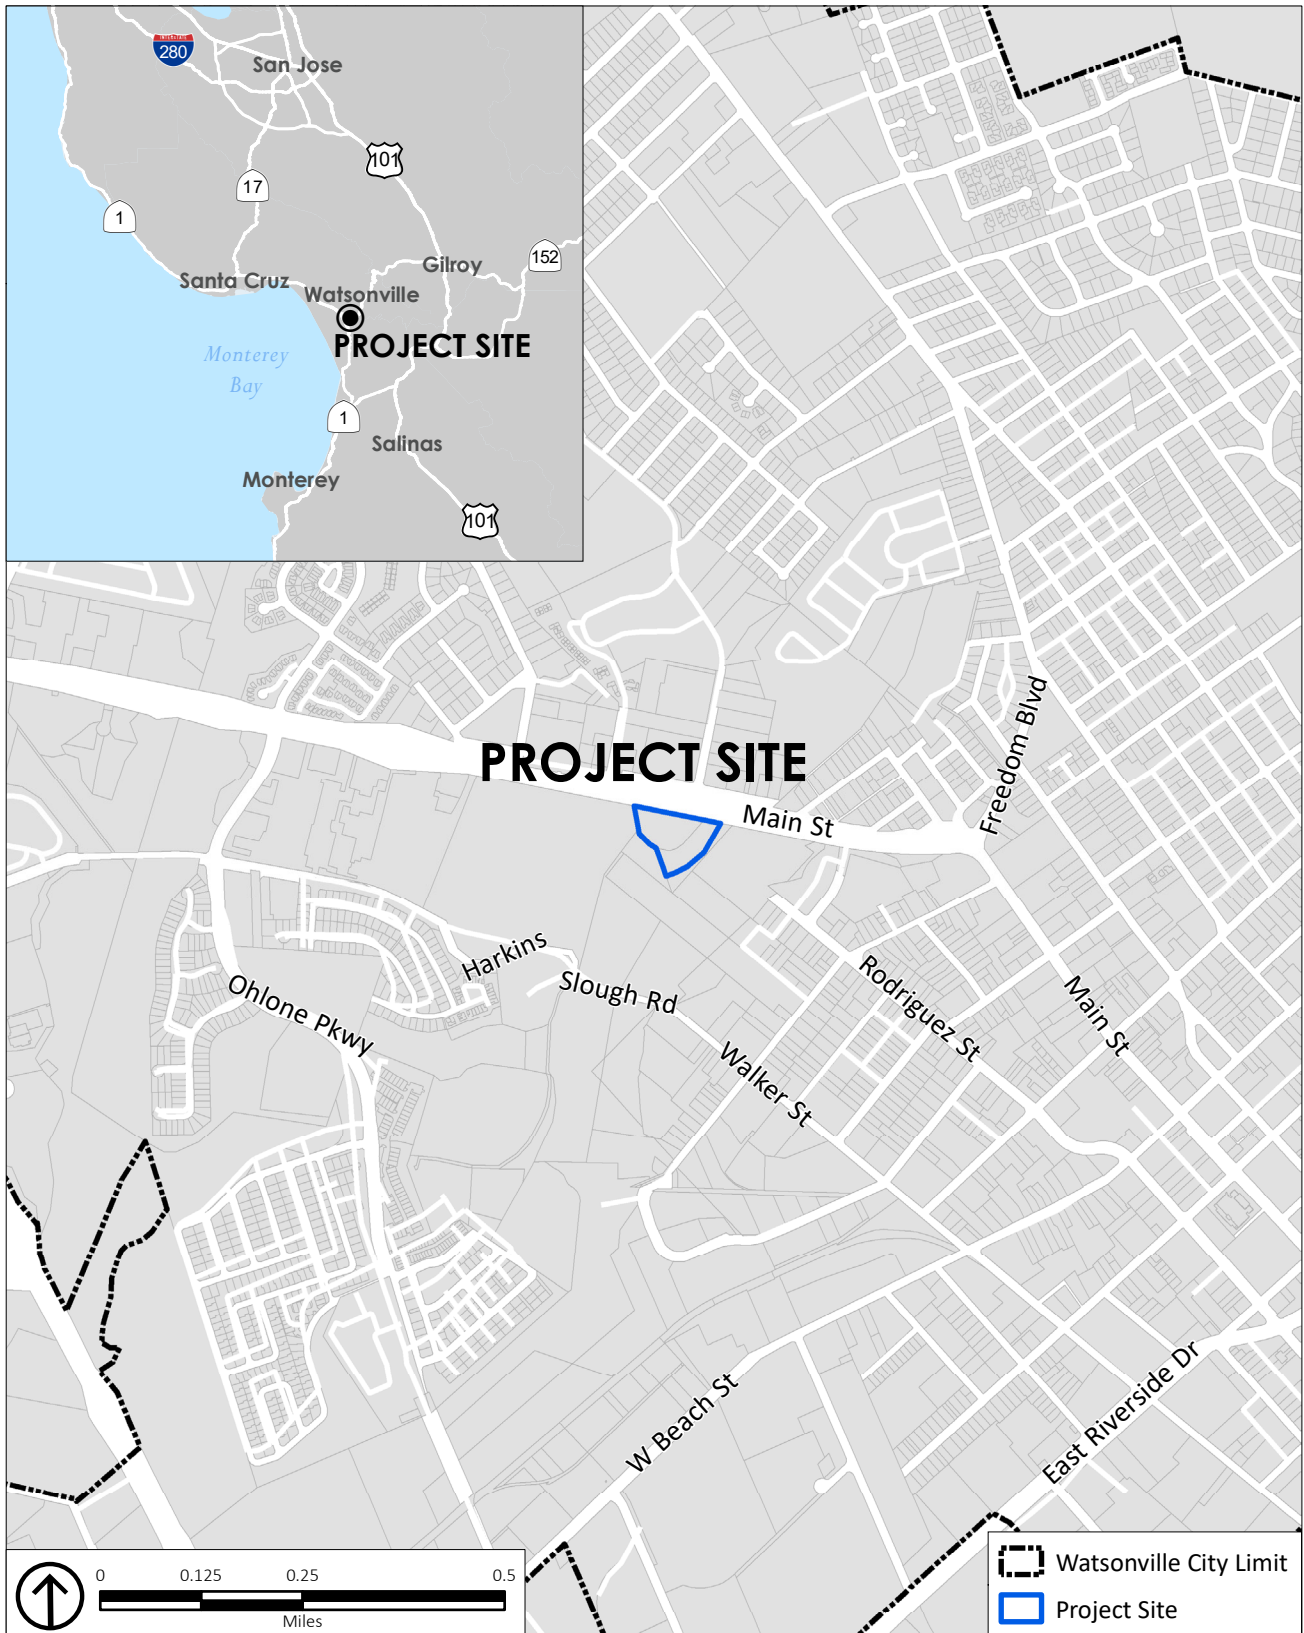 INTERSTATE
280
San Jose
101
17
1
152
Gilroy
Santa Cruz
Watsonville
PROJECT SITE
Monterey
Bay
1
Salinas
Monterey
101
PROJECT SITE
Main St
Freedom Blvd
Harkins
Slough Rd
Ohlone Pkwy
Rodriguez St
Main St
Walker St
W Beach St
East Riverside Dr
0 0.125 0.25 0.5
Miles
Watsonville City Limit
Project Site